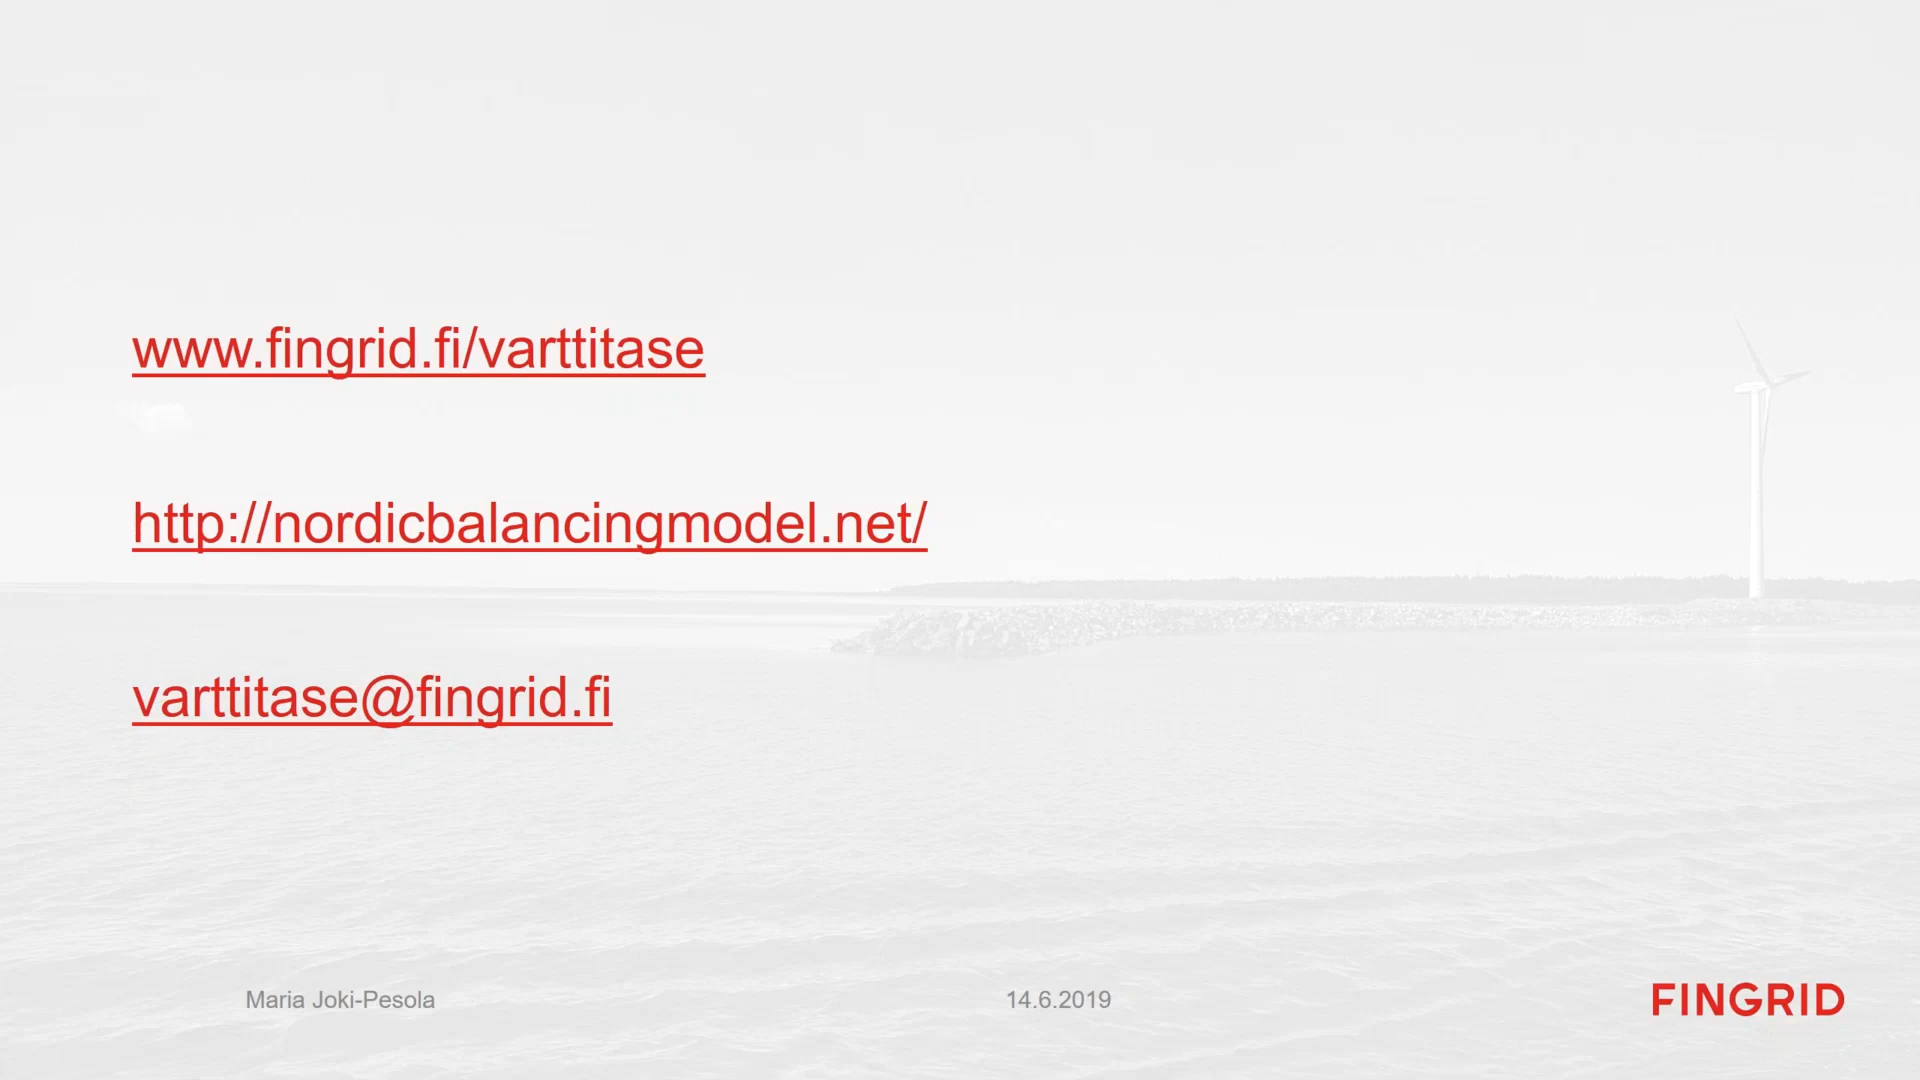 www.fingrid.fi/varttitase
http://nordicbalancingmodel.net/
varttitase@fingrid.fi
Maria Joki-Pesola
14.6.2019
FINGRID